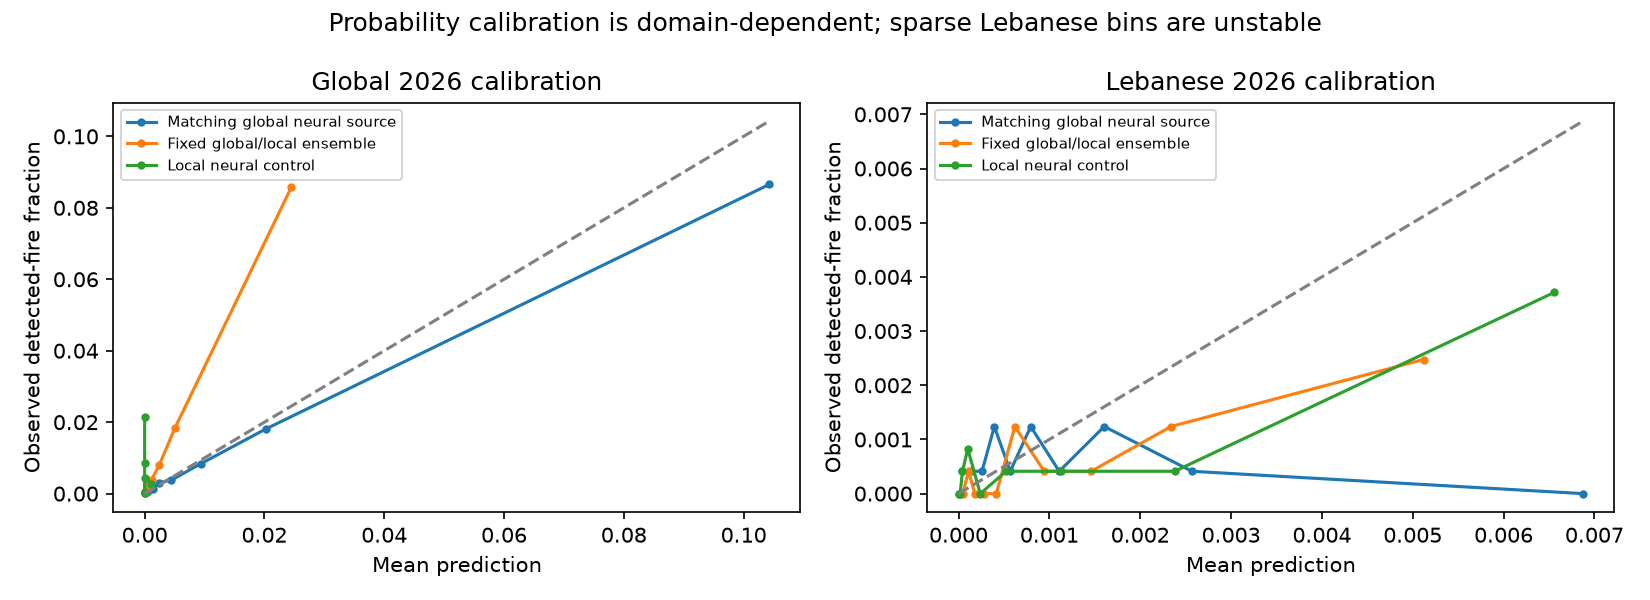 Probability calibration is domain-dependent; sparse Lebanese bins are unstable
Global 2026 calibration
Matching global neural source
Fixed global/local ensemble
Local neural control
0.10
0.08
0.06
0.04
0.02
0.00
Observed detected-fire fraction
0.00 0.02 0.04 0.06 0.08 0.10
Mean prediction
Lebanese 2026 calibration
Matching global neural source
Fixed global/local ensemble
Local neural control
0.007
0.006
0.005
0.004
0.003
0.002
0.001
0.000
Observed detected-fire fraction
0.000 0.001 0.002 0.003 0.004 0.005 0.006 0.007
Mean prediction